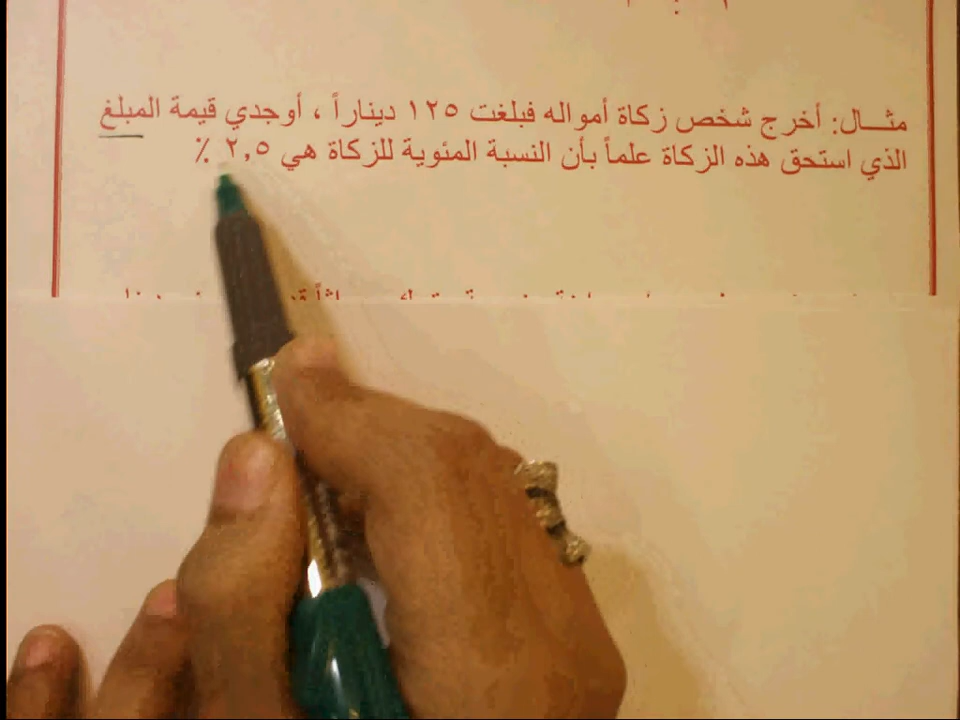 مثـــال: أخرج شخص زكاة أمواله فبلغت ١٢٥ ديناراً ، أوجدي قيمة المبلغ
الذي استحق هذه الزكاة علماً بأن النسبة المئوية للزكاة هي ٢,٥ ٪